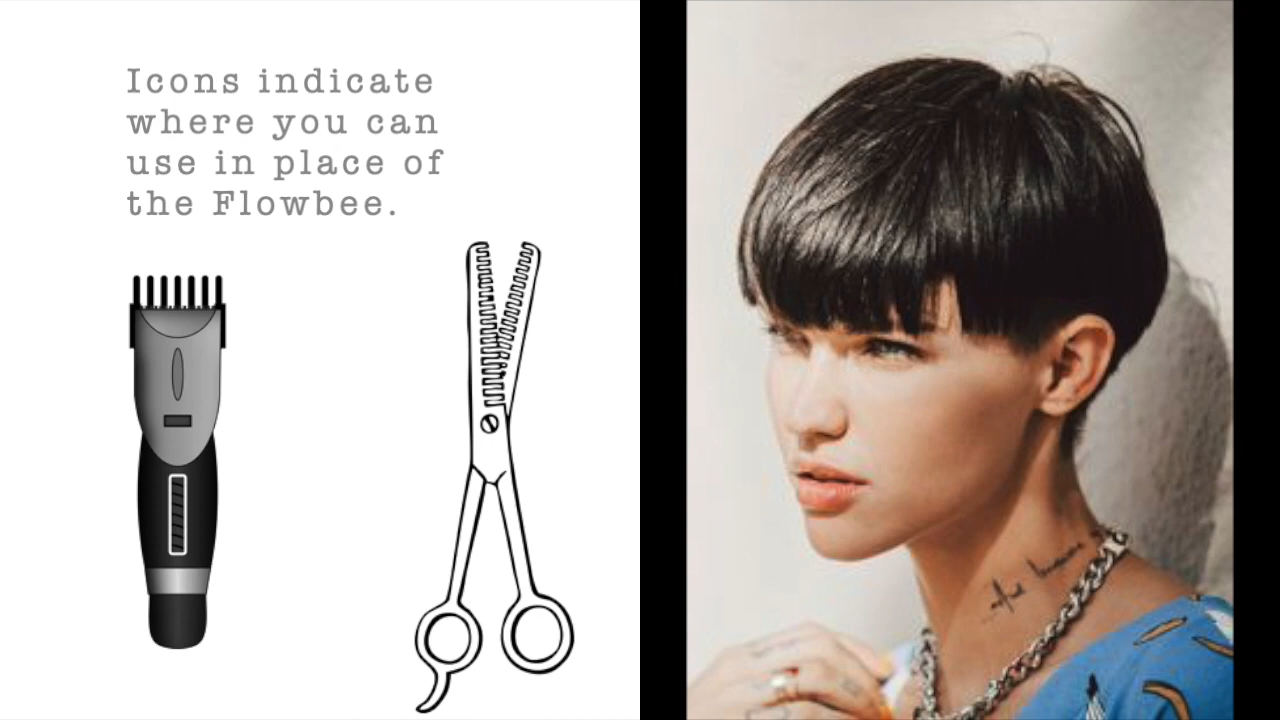 Icons indicate
where you can
use in place of
the Flowbee.